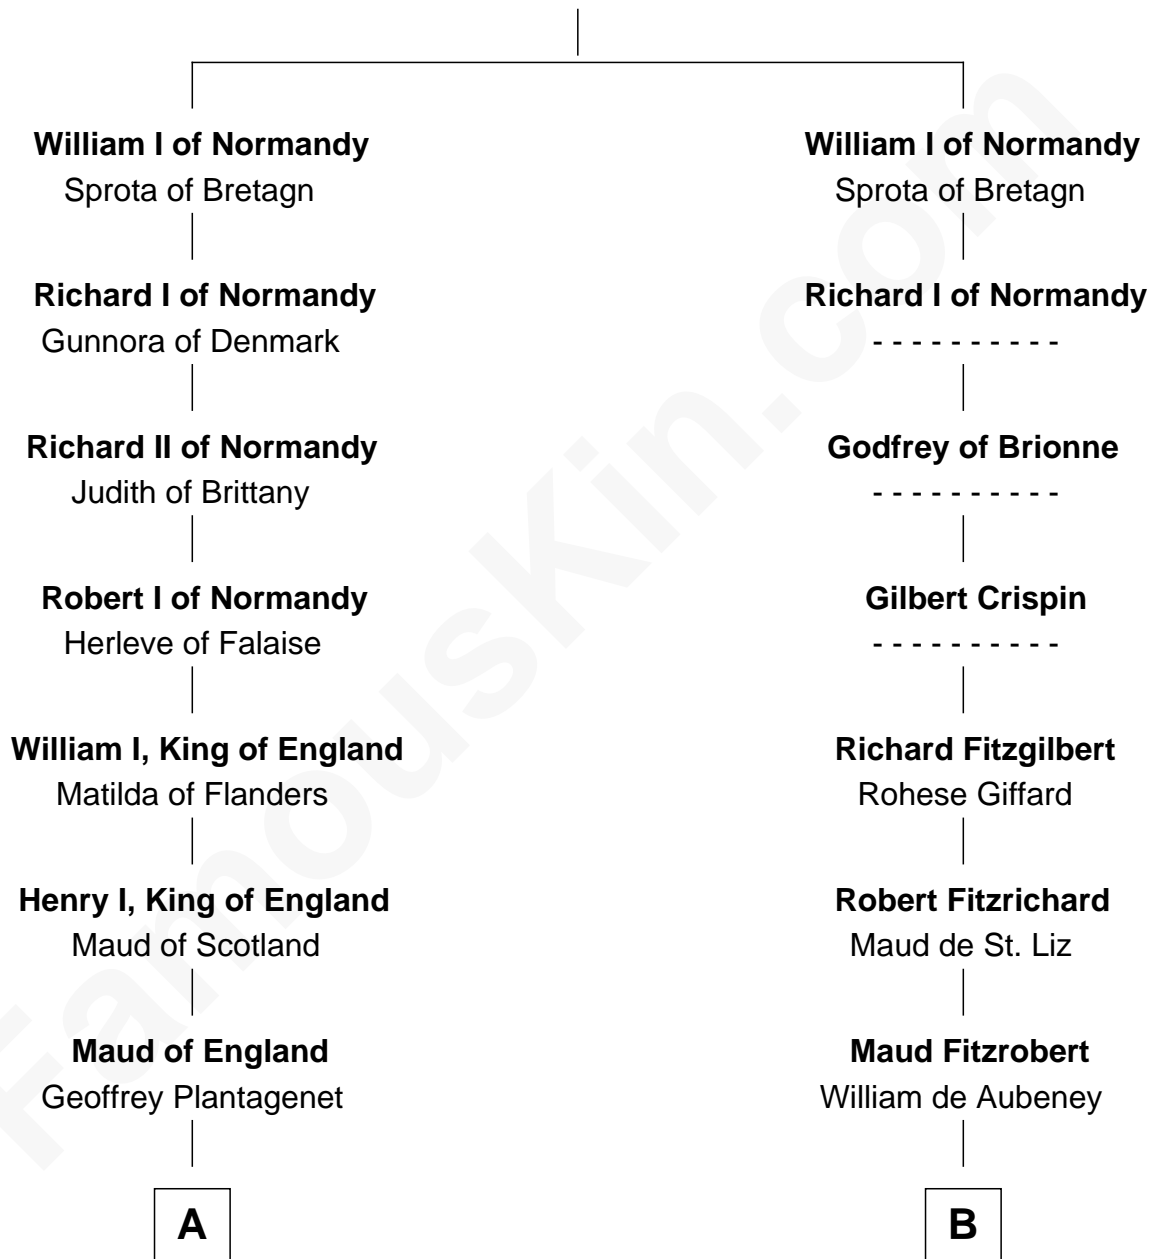 William I of Normandy
Sprota of Bretagn
Richard I of Normandy
Gunnora of Denmark
Richard II of Normandy
Judith of Brittany
Robert I of Normandy
Herleve of Falaise
William I, King of England
Matilda of Flanders
Henry I, King of England
Maud of Scotland
Maud of England
Geoffrey Plantagenet
A
William I of Normandy
Sprota of Bretagn
Richard I of Normandy
- - - - - - - - - -
Godfrey of Brionne
- - - - - - - - - -
Gilbert Crispin
- - - - - - - - - -
Richard Fitzgilbert
Rohese Giffard
Robert Fitzrichard
Maud de St. Liz
Maud Fitzrobert
William de Aubeney
B
FamousKin.com